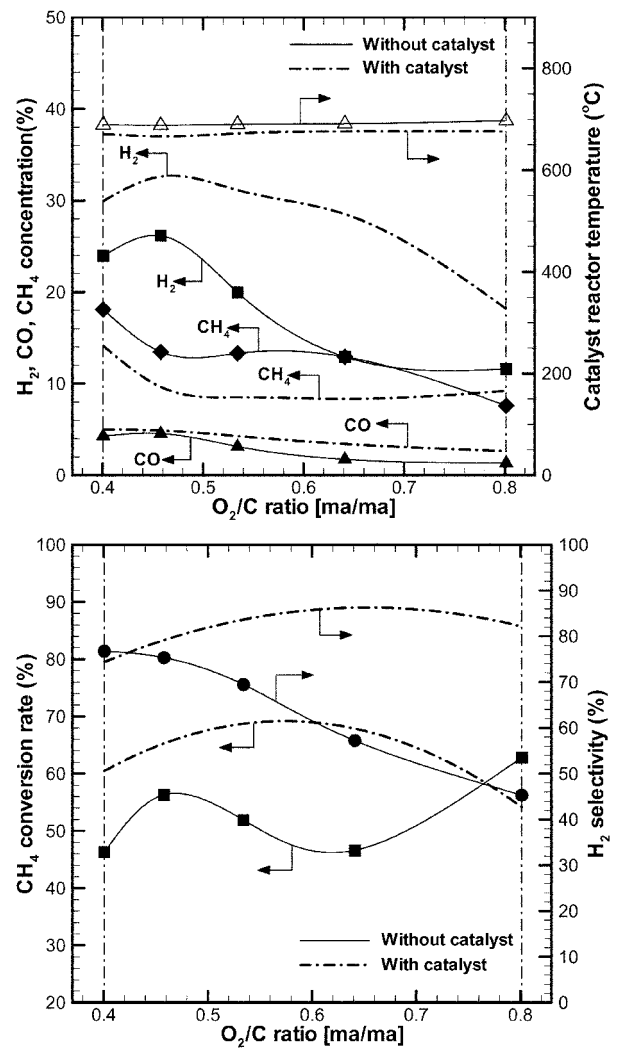 50
40
30
20
10
0
H2, CO, CH4 concentration(%)
Without catalyst
With catalyst
H2
H2
CH4
CH4
CO
CO
800
600
400
200
0
Catalyst reactor temperature (°C)
0.4 0.5 0.6 0.7 0.8
O2/C ratio [ma/ma]
100
90
80
70
60
50
40
30
20
CH4 conversion rate (%)
Without catalyst
With catalyst
100
90
80
70
60
50
40
30
20
10
0
H2 selectivity (%)
0.4 0.5 0.6 0.7 0.8
O2/C ratio [ma/ma]